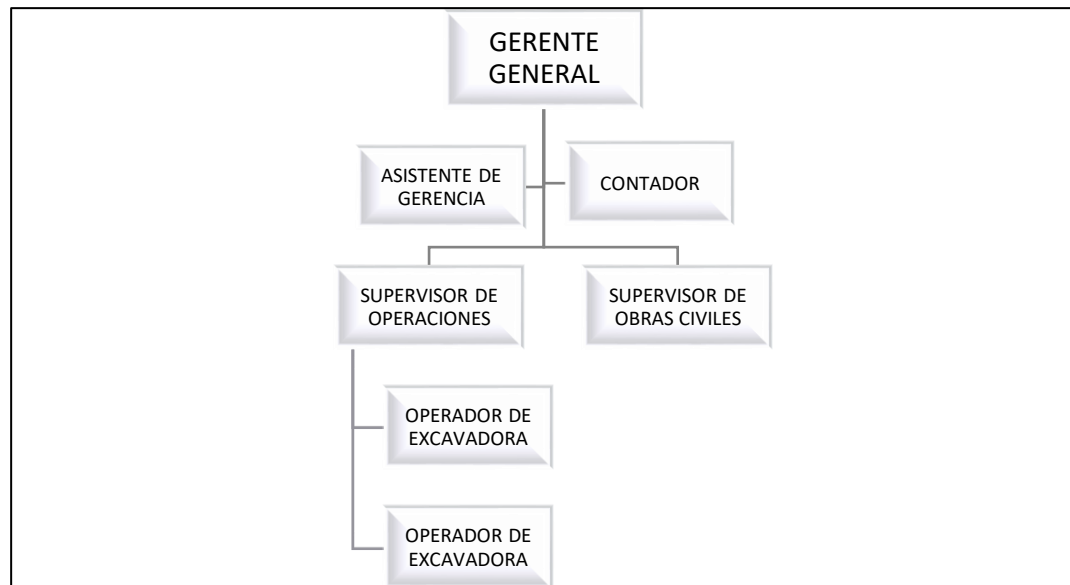 GERENTE
GENERAL
ASISTENTE DE
GERENCIA
CONTADOR
SUPERVISOR DE
OPERACIONES
SUPERVISOR DE
OBRAS CIVILES
OPERADOR DE
EXCAVADORA
OPERADOR DE
EXCAVADORA